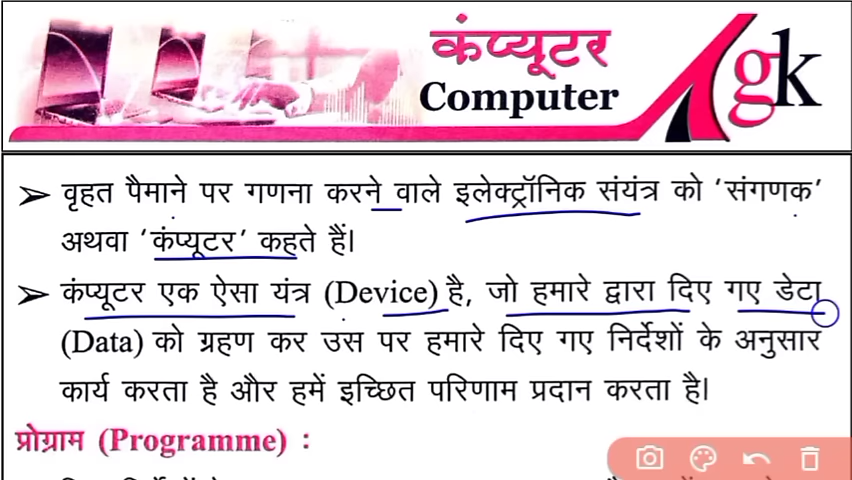 कंप्यूटर
Computer
gk
➢ वृहत पैमाने पर गणना करने वाले इलेक्ट्रॉनिक संयंत्र को 'संगणक'
अथवा 'कंप्यूटर' कहते हैं।
➢ कंप्यूटर एक ऐसा यंत्र (Device) है, जो हमारे द्वारा दिए गए डेटा
(Data) को ग्रहण कर उस पर हमारे दिए गए निर्देशों के अनुसार
कार्य करता है और हमें इच्छित परिणाम प्रदान करता है।
प्रोग्राम (Programme) :